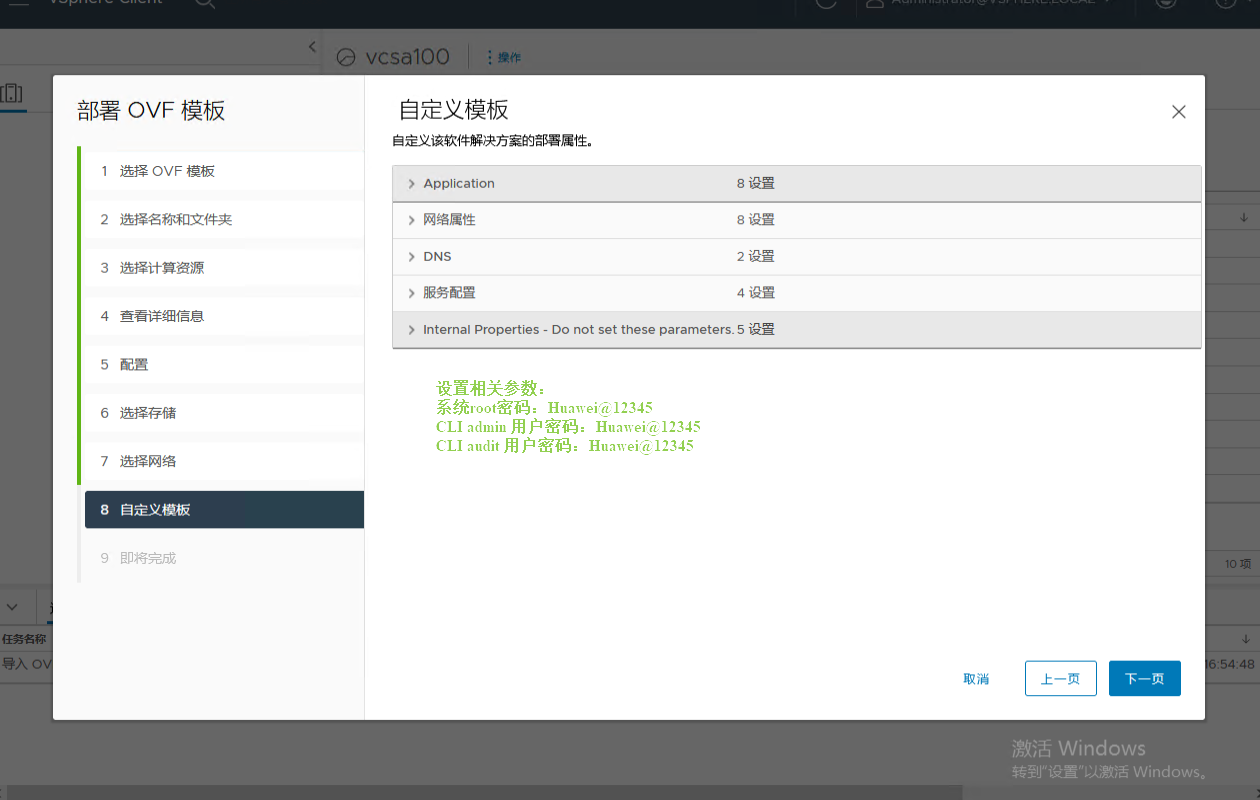 vSphere Client
Administrator@VSPHERE.LOCAL
vcsa100
操作
部署 OVF 模板
1 选择 OVF 模板
2 选择名称和文件夹
3 选择计算资源
4 查看详细信息
5 配置
6 选择存储
7 选择网络
8 自定义模板
9 即将完成
自定义模板
自定义该软件解决方案的部署属性。
Application 8 设置
网络属性 8 设置
DNS 2 设置
服务配置 4 设置
Internal Properties - Do not set these parameters. 5 设置
设置相关参数：
系统root密码：Huawei@12345
CLI admin 用户密码：Huawei@12345
CLI audit 用户密码：Huawei@12345
10 项
任务名称
导入 OV
16:54:48
取消
上一页
下一页
激活 Windows
转到“设置”以激活 Windows。